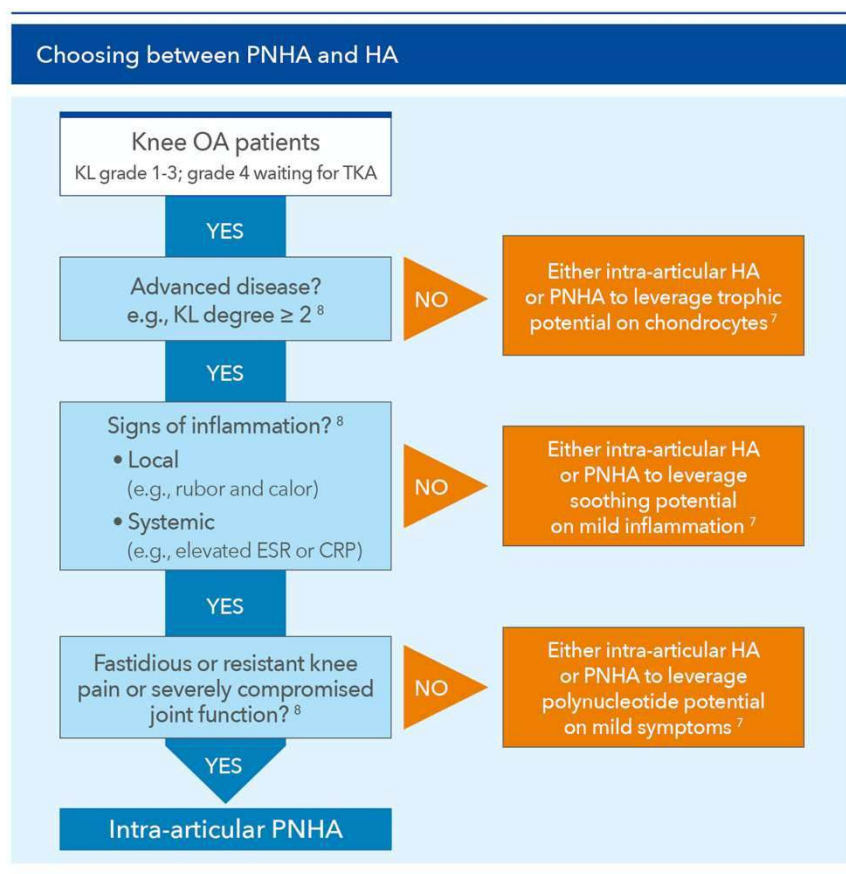 Choosing between PNHA and HA
Knee OA patients
KL grade 1-3; grade 4 waiting for TKA
YES
Advanced disease?
e.g., KL degree ≥ 2 8
NO
Either intra-articular HA
or PNHA to leverage trophic
potential on chondrocytes 7
YES
Signs of inflammation? 8
• Local
(e.g., rubor and calor)
• Systemic
(e.g., elevated ESR or CRP)
NO
Either intra-articular HA
or PNHA to leverage
soothing potential
on mild inflammation 7
YES
Fastidious or resistant knee
pain or severely compromised
joint function? 8
NO
Either intra-articular HA
or PNHA to leverage
polynucleotide potential
on mild symptoms 7
YES
Intra-articular PNHA